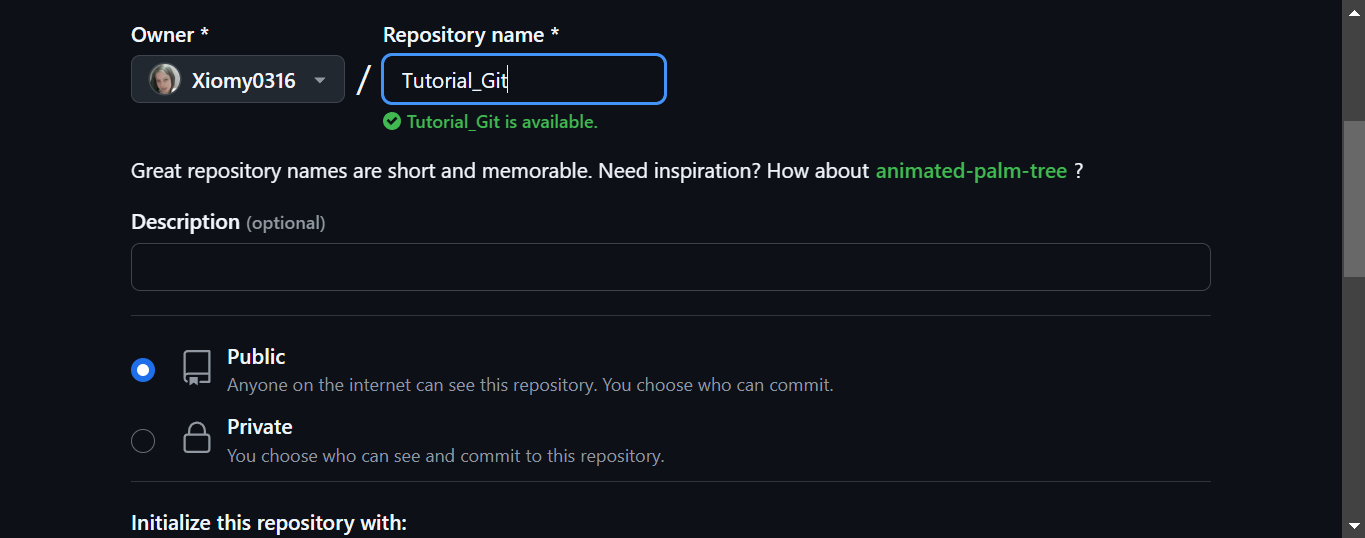 Owner * Repository name *
Xiomy0316 / Tutorial_Git
Tutorial_Git is available.
Great repository names are short and memorable. Need inspiration? How about animated-palm-tree ?
Description (optional)
Public
Anyone on the internet can see this repository. You choose who can commit.
Private
You choose who can see and commit to this repository.
Initialize this repository with: